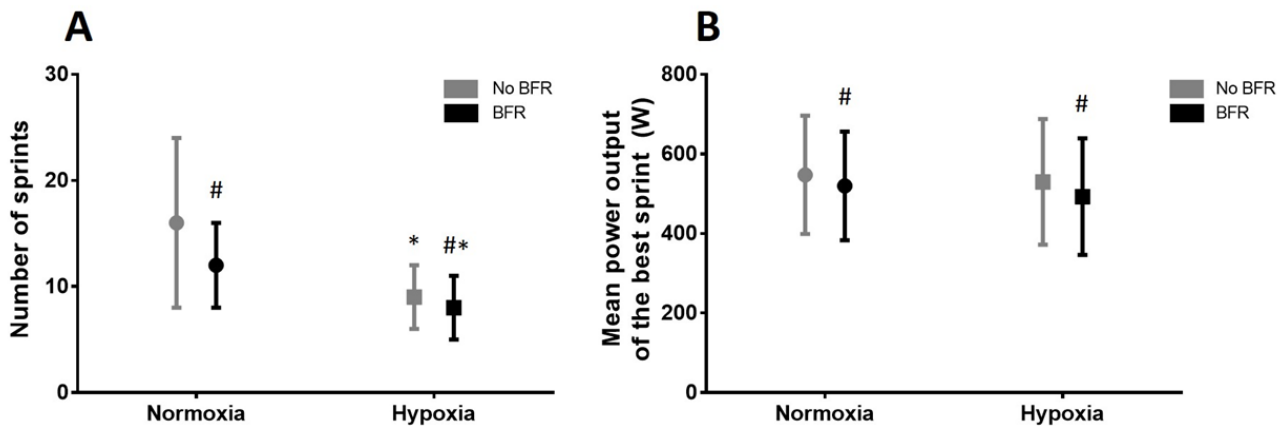 A
Number of sprints
30
20
10
0
No BFR
BFR
#
*
#*
Normoxia
Hypoxia
B
Mean power output
of the best sprint (W)
800
600
400
200
0
No BFR
BFR
#
#
Normoxia
Hypoxia